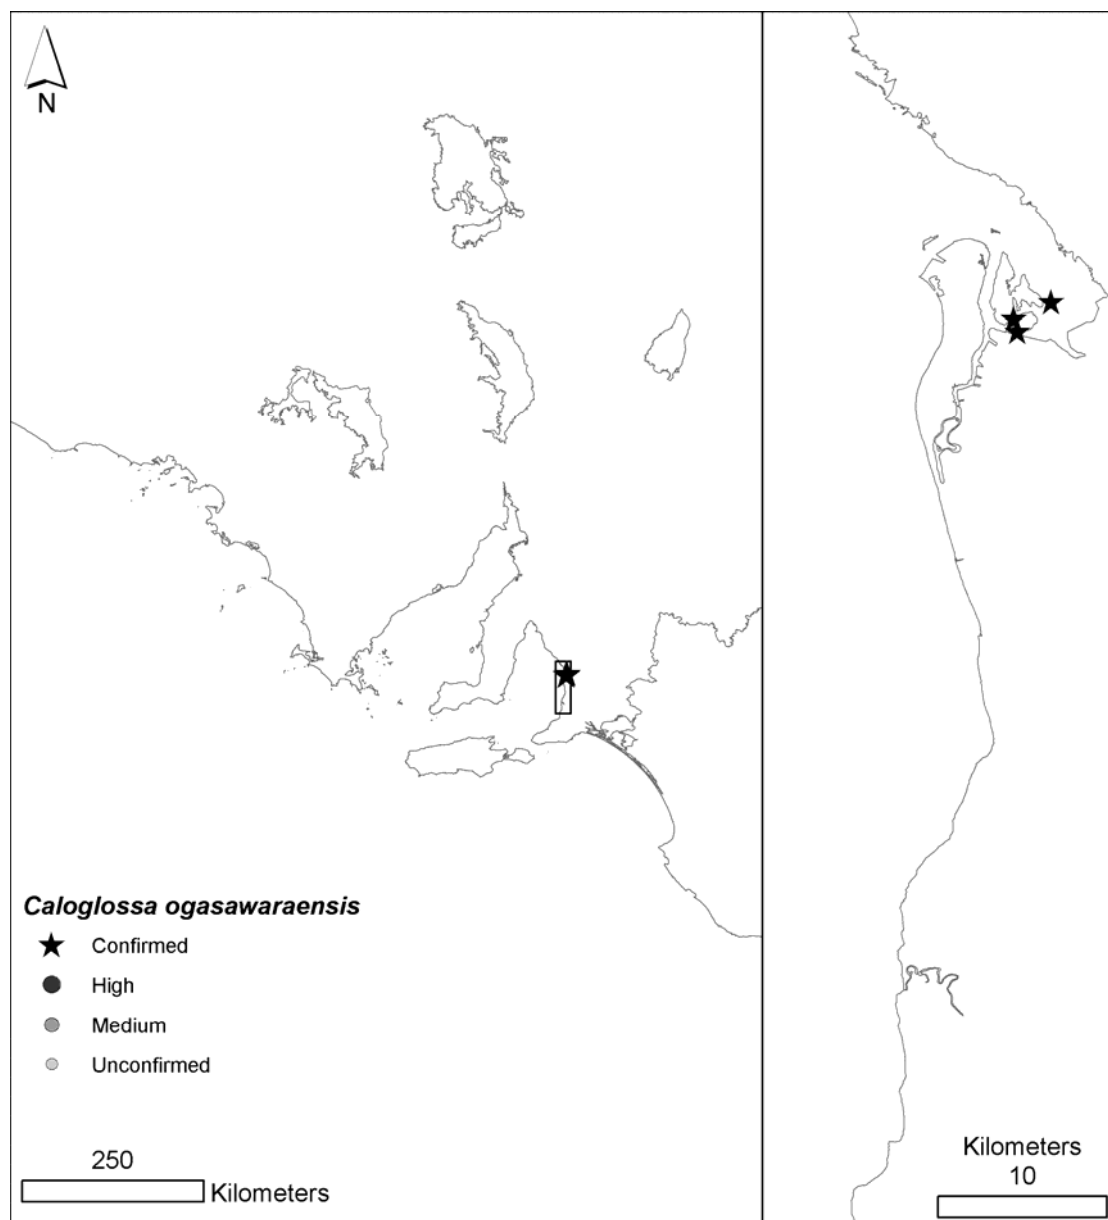 N
Caloglossa ogasawaraensis
Confirmed
High
Medium
Unconfirmed
250
Kilometers
Kilometers
10